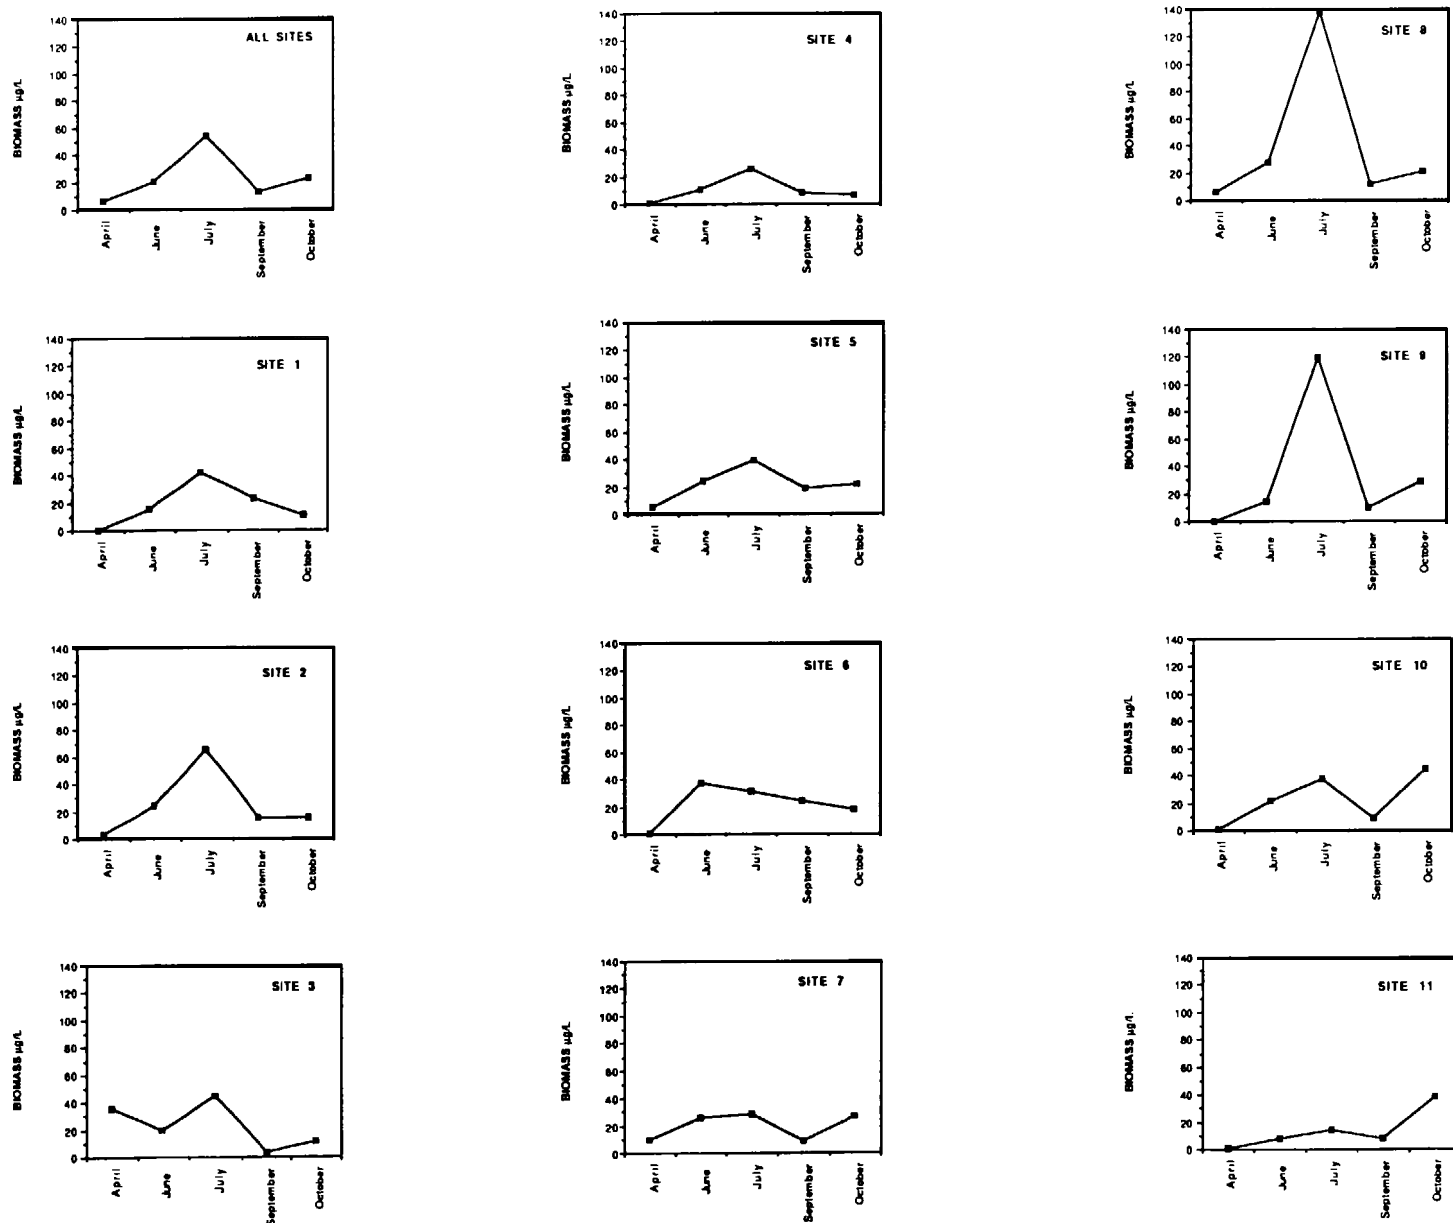 ALL SITES
BIOMASS µg/L
140
120
100
80
60
40
20
0
April
June
July
September
October
SITE 1
BIOMASS µg/L
140
120
100
80
60
40
20
0
April
June
July
September
October
SITE 2
BIOMASS µg/L
140
120
100
80
60
40
20
0
April
June
July
September
October
SITE 3
BIOMASS µg/L
140
120
100
80
60
40
20
0
April
June
July
September
October
SITE 4
BIOMASS µg/L
140
120
100
80
60
40
20
0
April
June
July
September
October
SITE 5
BIOMASS µg/L
140
120
100
80
60
40
20
0
April
June
July
September
October
SITE 6
BIOMASS µg/L
140
120
100
80
60
40
20
0
April
June
July
September
October
SITE 7
BIOMASS µg/L
140
120
100
80
60
40
20
0
April
June
July
September
October
SITE 8
BIOMASS µg/L
140
120
100
80
60
40
20
0
April
June
July
September
October
SITE 9
BIOMASS µg/L
140
120
100
80
60
40
20
0
April
June
July
September
October
SITE 10
BIOMASS µg/L
140
120
100
80
60
40
20
0
April
June
July
September
October
SITE 11
BIOMASS µg/L
140
120
100
80
60
40
20
0
April
June
July
September
October